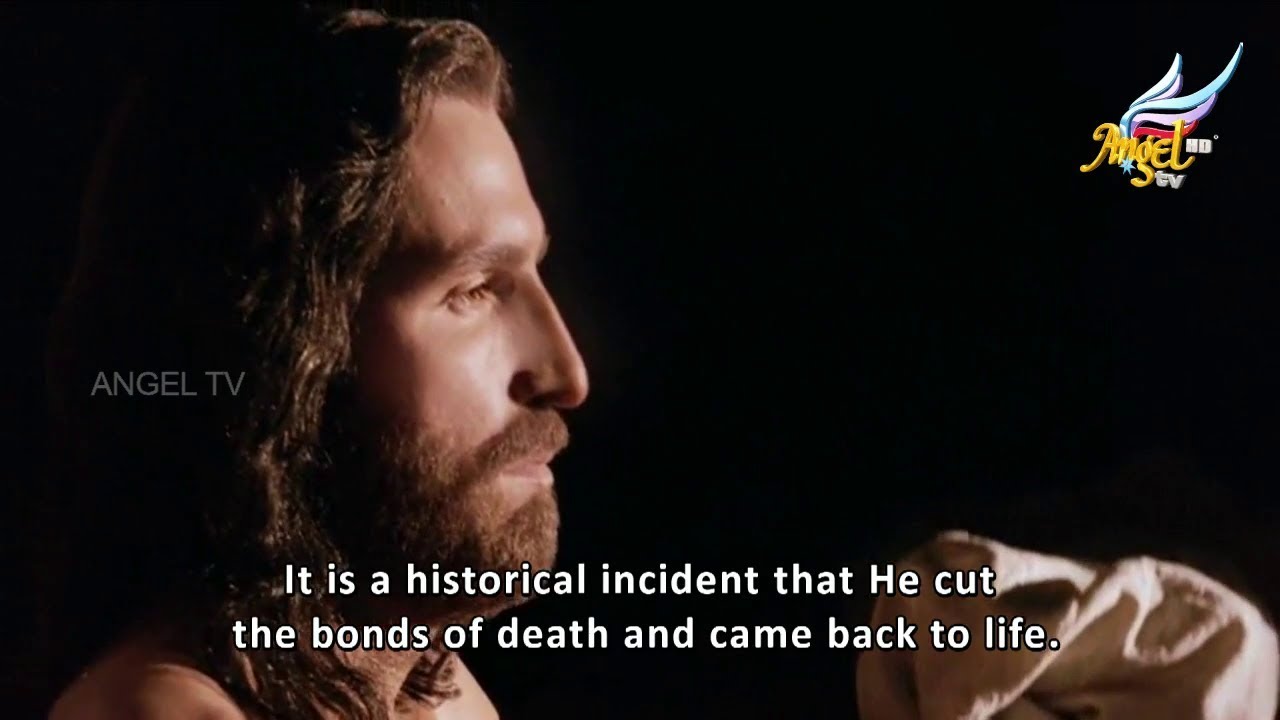 Angel HD
tv
ANGEL TV
It is a historical incident that He cut
the bonds of death and came back to life.